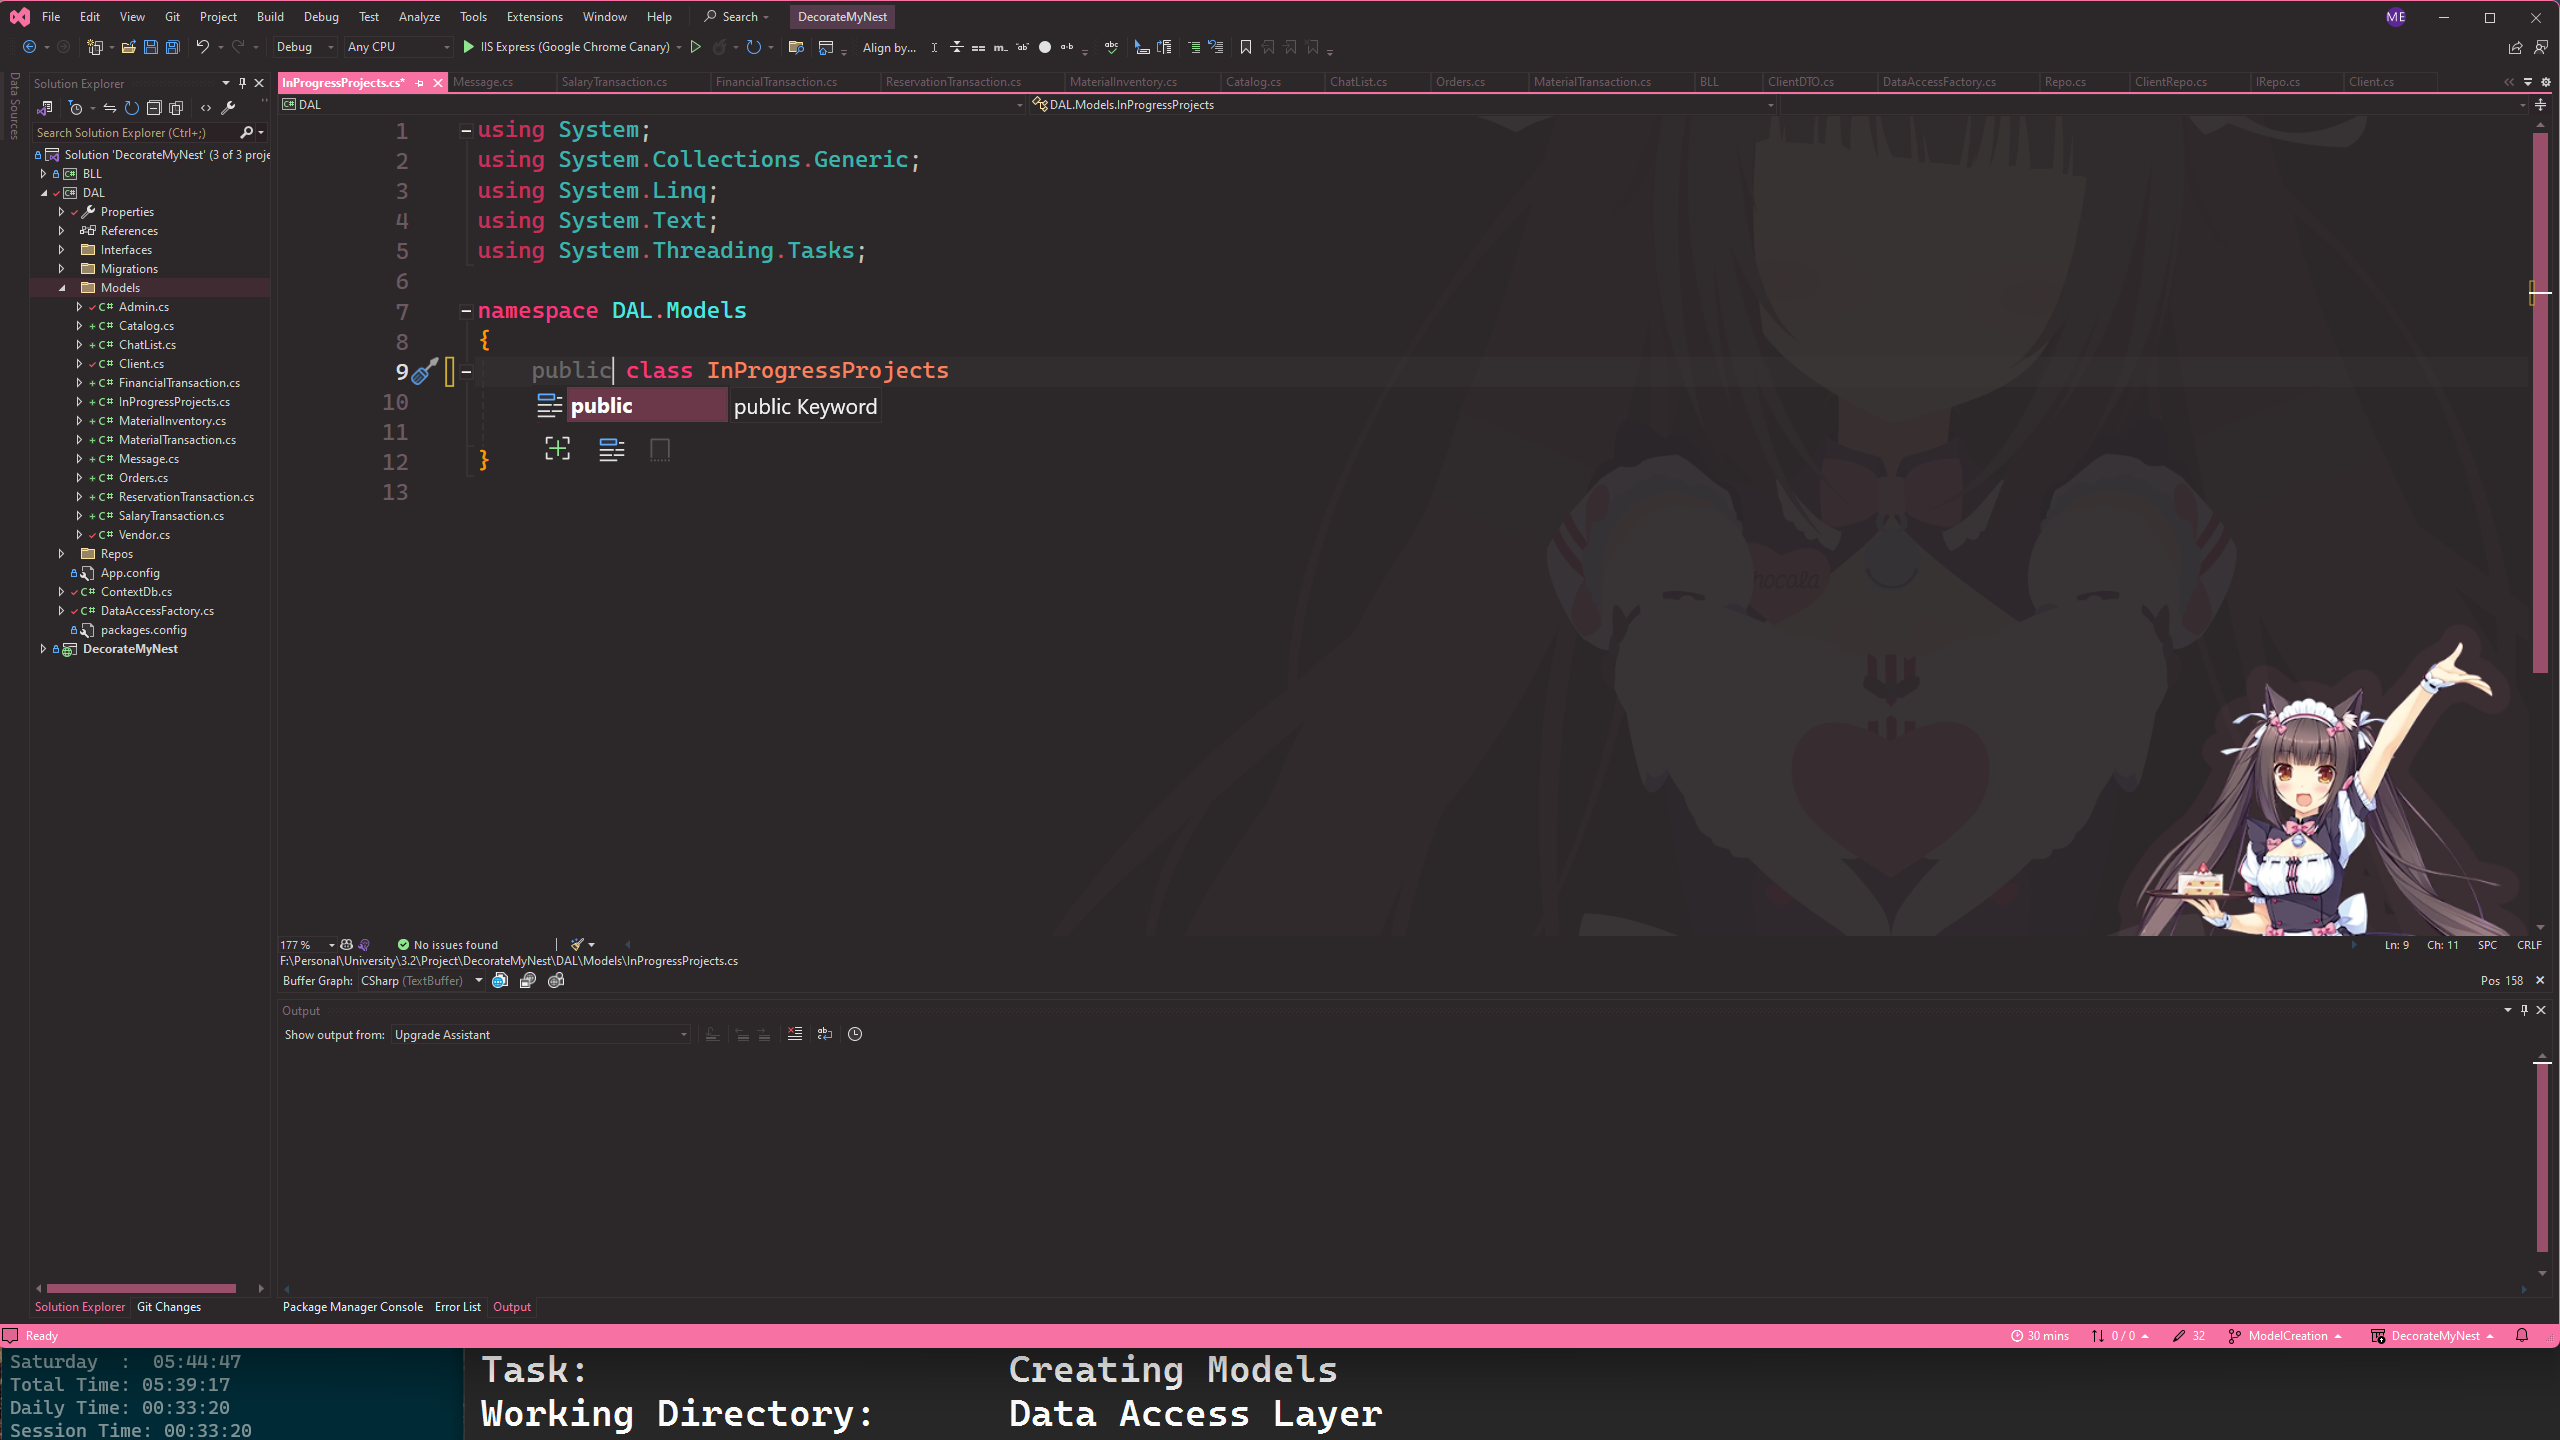 File Edit View Git Project Build Debug Test Analyze Tools Extensions Window Help Search DecorateMyNest ME
Debug Any CPU IIS Express (Google Chrome Canary) Align by...
Data Sources
Solution Explorer
Search Solution Explorer (Ctrl+;)
Solution 'DecorateMyNest' (3 of 3 proje
BLL
DAL
Properties
References
Interfaces
Migrations
Models
C# Admin.cs
C# Catalog.cs
C# ChatList.cs
C# Client.cs
C# FinancialTransaction.cs
C# InProgressProjects.cs
C# MaterialInventory.cs
C# MaterialTransaction.cs
C# Message.cs
C# Orders.cs
C# ReservationTransaction.cs
C# SalaryTransaction.cs
C# Vendor.cs
Repos
App.config
C# ContextDb.cs
C# DataAccessFactory.cs
packages.config
DecorateMyNest
Solution Explorer Git Changes
InProgressProjects.cs* Message.cs SalaryTransaction.cs FinancialTransaction.cs ReservationTransaction.cs MaterialInventory.cs Catalog.cs ChatList.cs Orders.cs MaterialTransaction.cs BLL ClientDTO.cs DataAccessFactory.cs Repo.cs ClientRepo.cs IRepo.cs Client.cs
DAL DAL.Models.InProgressProjects
1 using System;
2 using System.Collections.Generic;
3 using System.Linq;
4 using System.Text;
5 using System.Threading.Tasks;
6
7 namespace DAL.Models
8 {
9 public class InProgressProjects
public public Keyword
10
11
12 }
13
177 % No issues found Ln: 9 Ch: 11 SPC CRLF
F:\Personal\University\3.2\Project\DecorateMyNest\DAL\Models\InProgressProjects.cs
Buffer Graph: CSharp (TextBuffer) Pos 158
Output
Show output from: Upgrade Assistant
Package Manager Console Error List Output
Ready 30 mins 0 / 0 32 ModelCreation DecorateMyNest
Saturday : 05:44:47
Total Time: 05:39:17
Daily Time: 00:33:20
Session Time: 00:33:20
Task: Creating Models
Working Directory: Data Access Layer